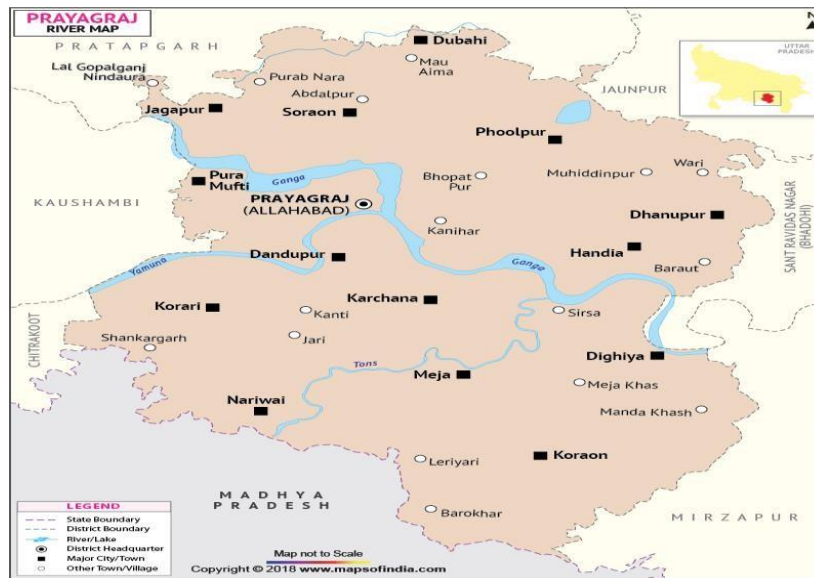 PRAYAGRAJ
RIVER MAP
N
UTTAR
PRADESH
PRATAPGARH
JAUNPUR
KAUSHAMBI
CHITRAKOOT
SANT RAVIDAS NAGAR
(BHADOHI)
MIRZAPUR
MADHYA
PRADESH
Dubahi
Mau
Aima
Lal Gopalganj
Nindaura
Purab Nara
Abdalpur
Jagapur
Soraon
Phoolpur
Pura
Mufti
Ganga
PRAYAGRAJ
(ALLAHABAD)
Bhopat
Pur
Muhiddinpur
Wari
Kanihar
Dhanupur
Handia
Baraut
Dandupur
Yamuna
Ganga
Korari
Karchana
Kanti
Jari
Sirsa
Shankargarh
Tons
Meja
Dighiya
Meja Khas
Manda Khash
Nariwai
Leriyari
Koraon
Barokhar
LEGEND
State Boundary
District Boundary
River/Lake
District Headquarter
Major City/Town
Other Town/Village
Map not to Scale
Copyright © 2018 www.mapsofindia.com